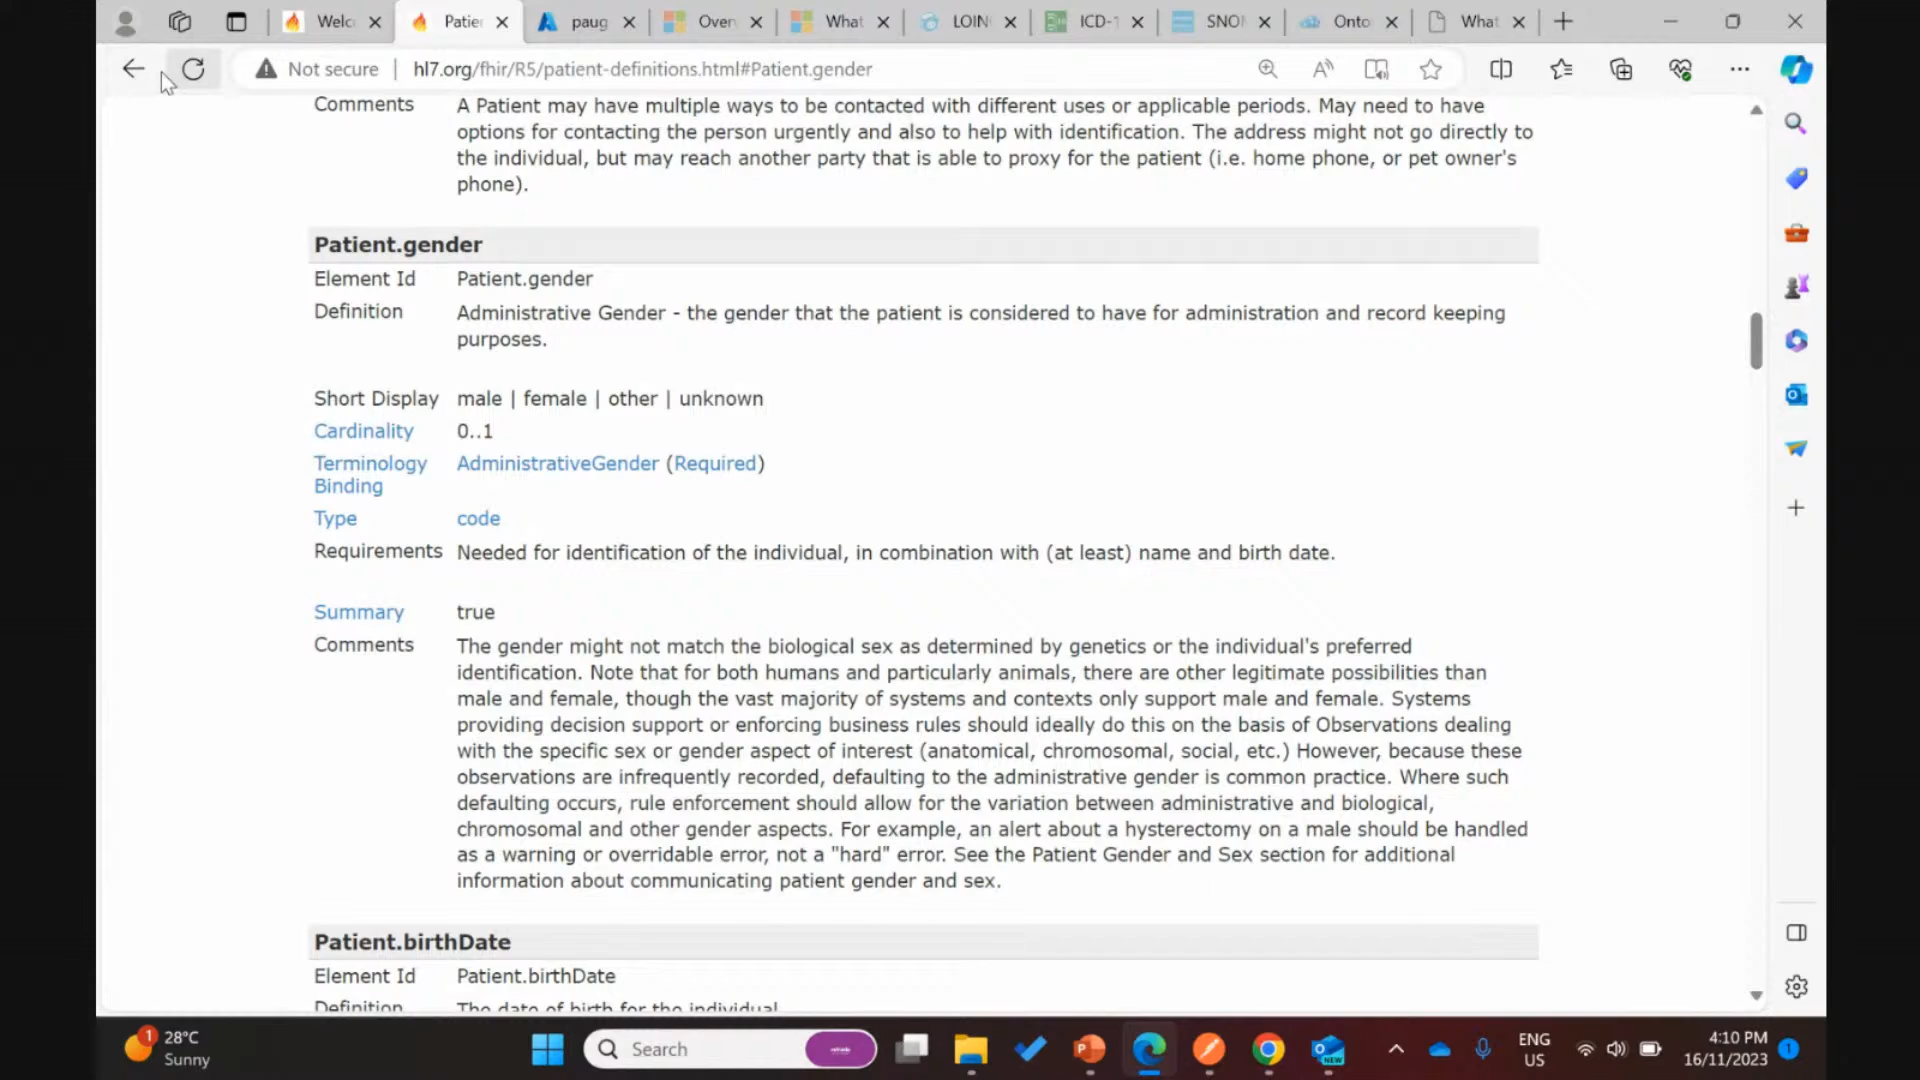 Welc
Patie
paug
Over
What
LOIN
ICD-1
SNO
Onto
What
Not secure
hl7.org/fhir/R5/patient-definitions.html#Patient.gender
Comments A Patient may have multiple ways to be contacted with different uses or applicable periods. May need to have
options for contacting the person urgently and also to help with identification. The address might not go directly to
the individual, but may reach another party that is able to proxy for the patient (i.e. home phone, or pet owner's
phone).
Patient.gender
Element Id Patient.gender
Definition Administrative Gender - the gender that the patient is considered to have for administration and record keeping
purposes.
Short Display male | female | other | unknown
Cardinality 0..1
Terminology AdministrativeGender (Required)
Binding
Type code
Requirements Needed for identification of the individual, in combination with (at least) name and birth date.
Summary true
Comments The gender might not match the biological sex as determined by genetics or the individual's preferred
identification. Note that for both humans and particularly animals, there are other legitimate possibilities than
male and female, though the vast majority of systems and contexts only support male and female. Systems
providing decision support or enforcing business rules should ideally do this on the basis of Observations dealing
with the specific sex or gender aspect of interest (anatomical, chromosomal, social, etc.) However, because these
observations are infrequently recorded, defaulting to the administrative gender is common practice. Where such
defaulting occurs, rule enforcement should allow for the variation between administrative and biological,
chromosomal and other gender aspects. For example, an alert about a hysterectomy on a male should be handled
as a warning or overridable error, not a "hard" error. See the Patient Gender and Sex section for additional
information about communicating patient gender and sex.
Patient.birthDate
Element Id Patient.birthDate
Definition The date of birth for the individual
1
28°C
Sunny
Search
NEW
ENG
US
4:10 PM
16/11/2023
1